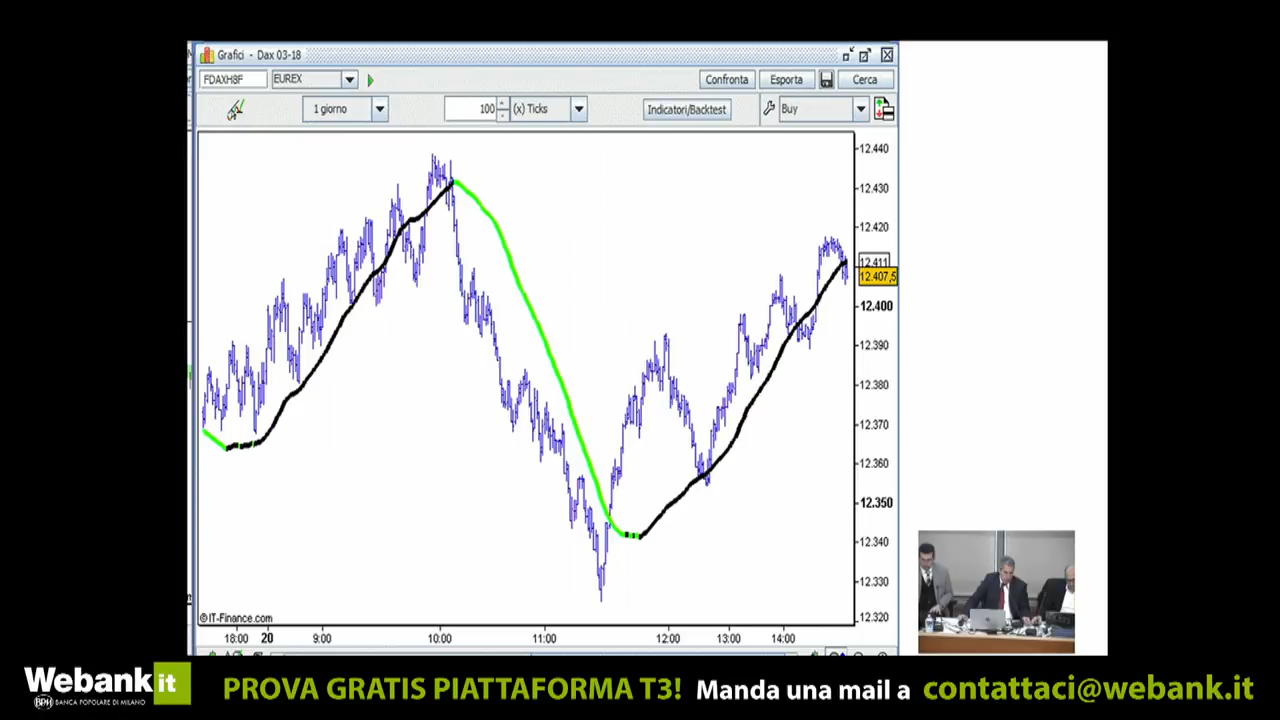 Grafici - Dax 03-18
FDAXH8F EUREX Confronta Esporta Cerca
1 giorno 100 (x) Ticks Indicatori/Backtest Buy
12.440
12.430
12.420
12.411
12.407,5
12.400
12.390
12.380
12.370
12.360
12.350
12.340
12.330
12.320
©IT-Finance.com
18:00 20 9:00 10:00 11:00 12:00 13:00 14:00
Webank it
BPM BANCA POPOLARE DI MILANO
PROVA GRATIS PIATTAFORMA T3! Manda una mail a contattaci@webank.it